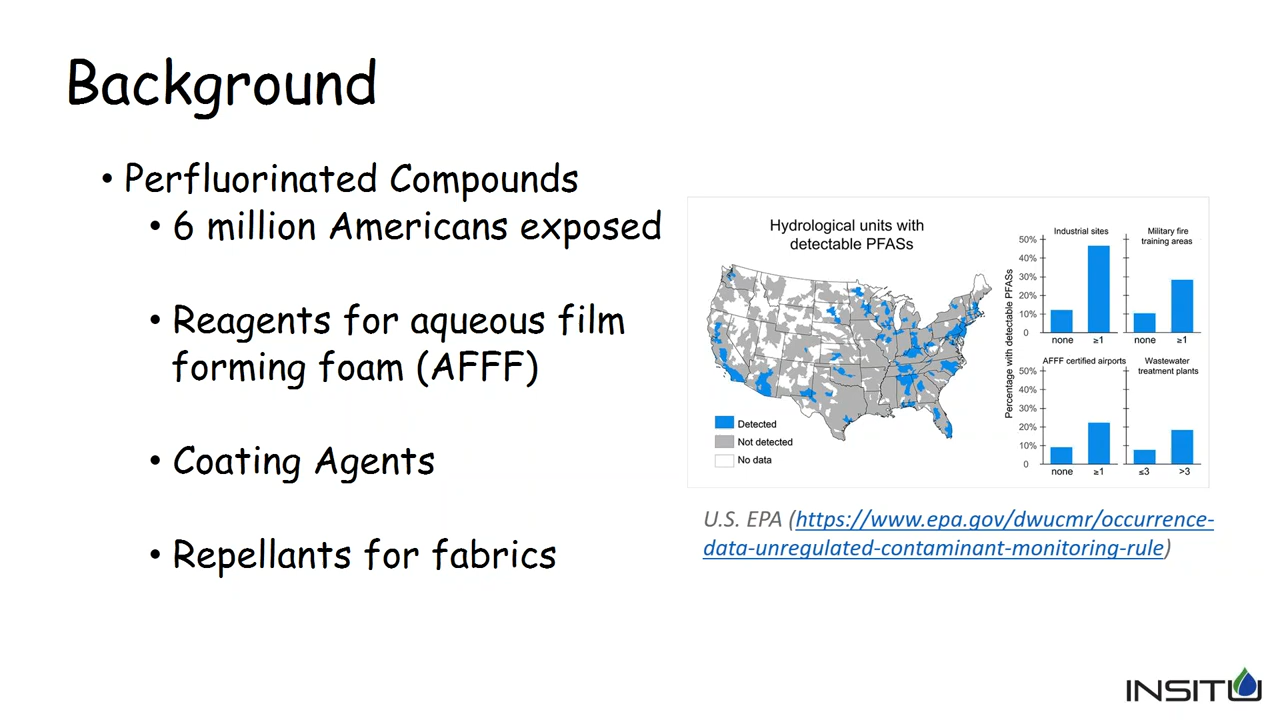 Background
• Perfluorinated Compounds
• 6 million Americans exposed
• Reagents for aqueous film
forming foam (AFFF)
• Coating Agents
• Repellants for fabrics
Hydrological units with
detectable PFASs
Detected
Not detected
No data
Percentage with detectable PFASs
Industrial sites
50%
40%
30%
20%
10%
0
none ≥1
Military fire
training areas
none ≥1
AFFF certified airports
50%
40%
30%
20%
10%
0
none ≥1
Wastewater
treatment plants
≤3 >3
U.S. EPA (https://www.epa.gov/dwucmr/occurrence-
data-unregulated-contaminant-monitoring-rule)
INSITU